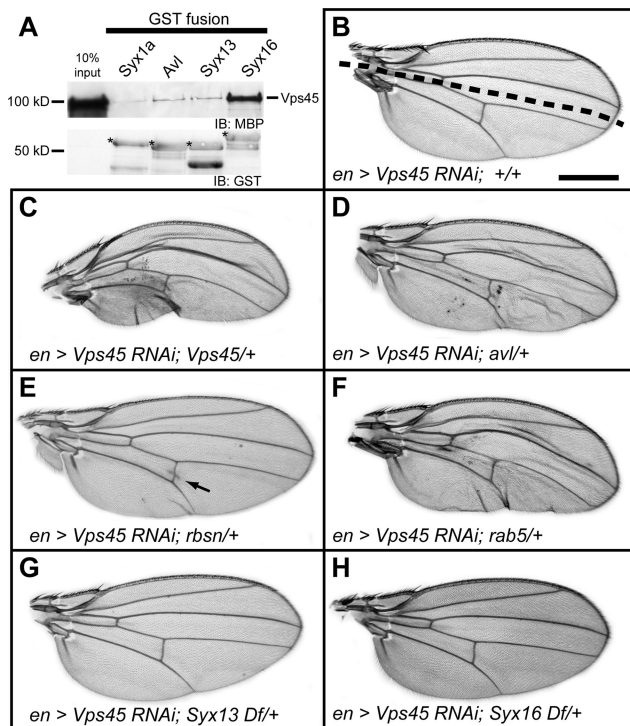 A
GST fusion
10%
input
Syx1a
Avl
Syx13
Syx16
100 kD
Vps45
IB: MBP
50 kD
*
*
*
*
IB: GST
B
en > Vps45 RNAi; +/+
C
en > Vps45 RNAi; Vps45/+
D
en > Vps45 RNAi; avl/+
E
en > Vps45 RNAi; rbsn/+
F
en > Vps45 RNAi; rab5/+
G
en > Vps45 RNAi; Syx13 Df/+
H
en > Vps45 RNAi; Syx16 Df/+